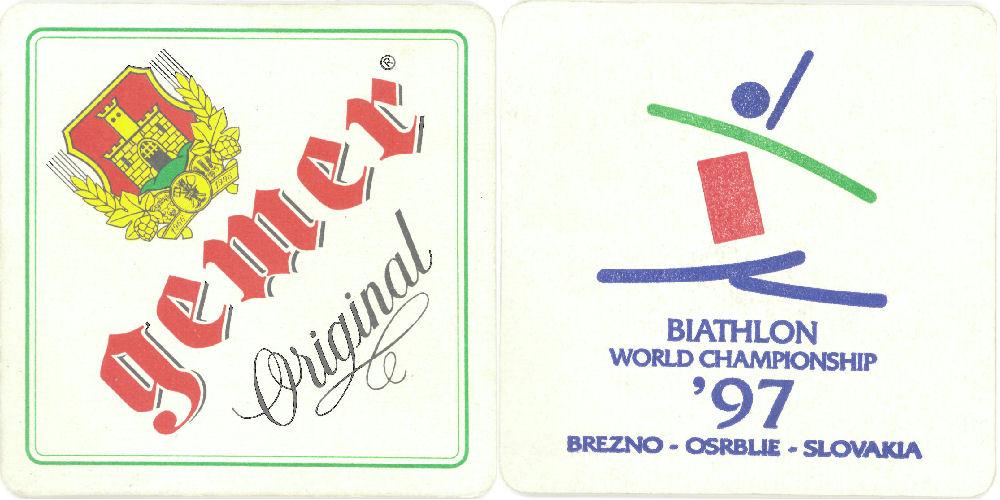 gemer
®
Original
BIATHLON
WORLD CHAMPIONSHIP
'97
BREZNO - OSRBLIE - SLOVAKIA